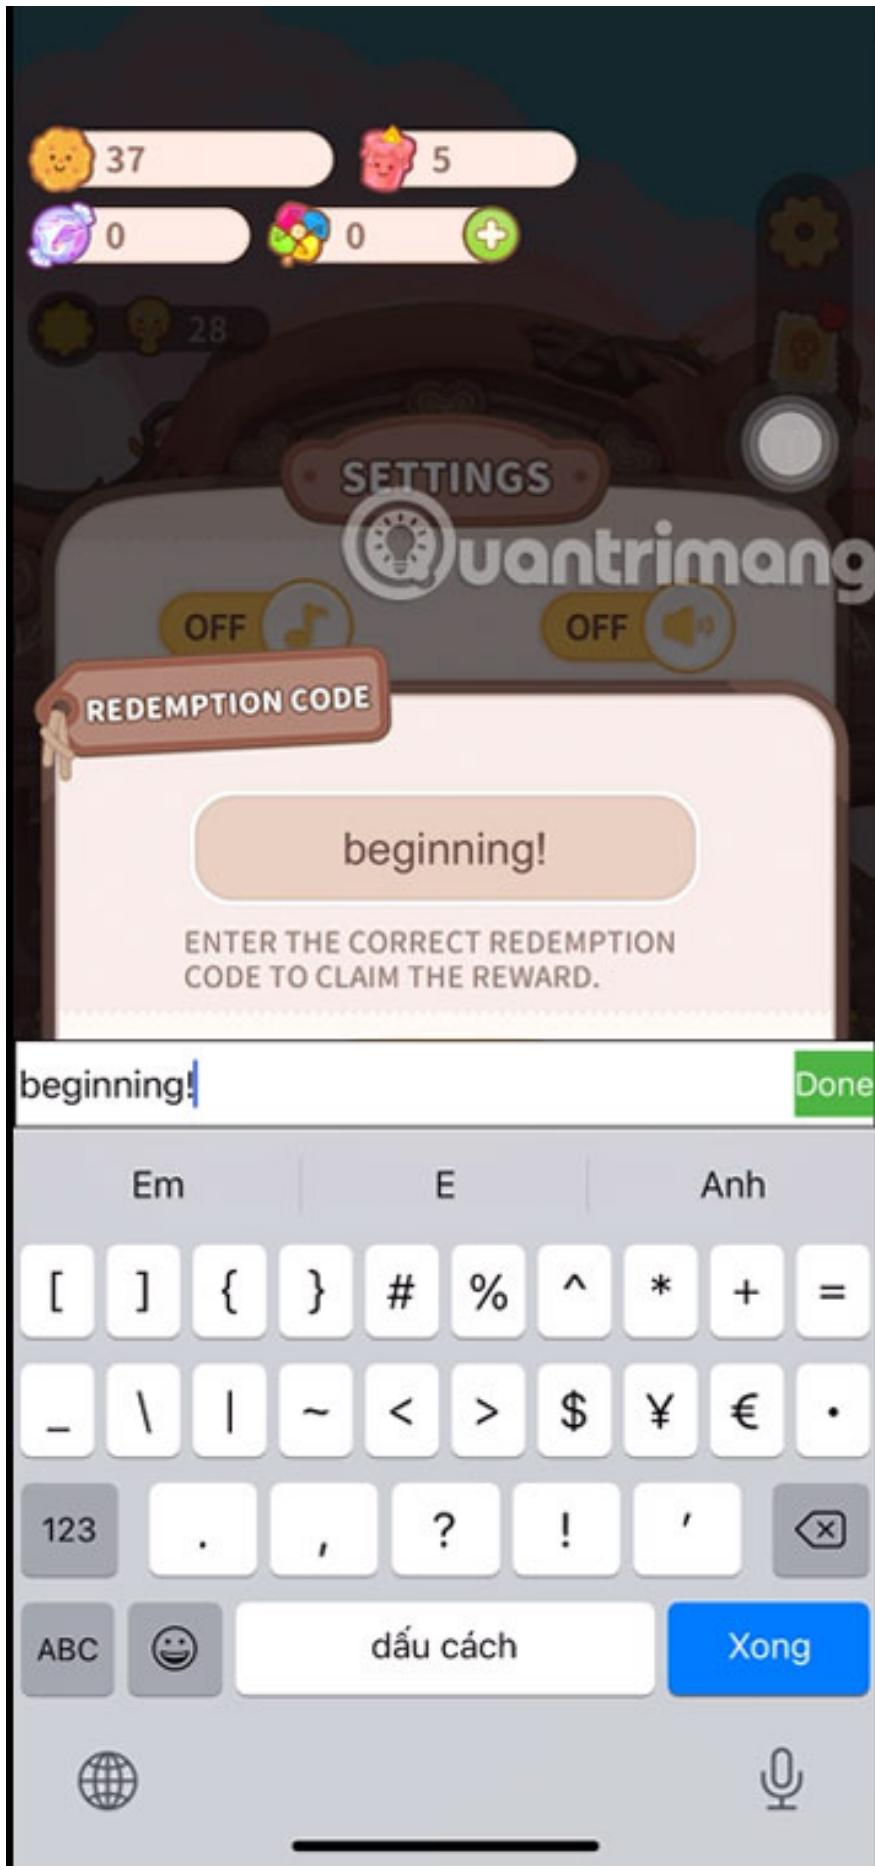 37
5
0
0
28
SETTINGS
Quantrimang
OFF
OFF
REDEMPTION CODE
beginning!
ENTER THE CORRECT REDEMPTION
CODE TO CLAIM THE REWARD.
beginning!
Done
Em E Anh
[ ] { } # % ^ * + =
_ \ | ~ < > $ ¥ € •
123 . , ? ! ′
ABC dấu cách Xong